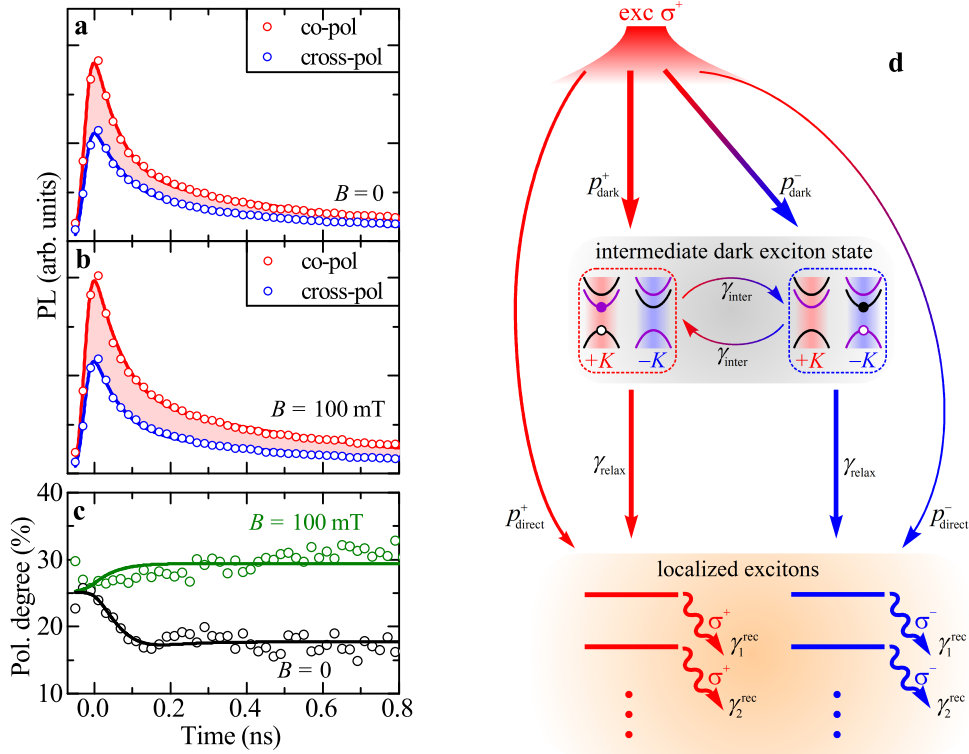 a
co-pol
cross-pol
B = 0
b
co-pol
cross-pol
B = 100 mT
PL (arb. units)
c
B = 100 mT
B = 0
40
30
20
10
Pol. degree (%)
0.0 0.2 0.4 0.6 0.8
Time (ns)
exc σ⁺
d
p⁺dark p⁻dark
intermediate dark exciton state
γinter
γinter
+K −K +K −K
γrelax γrelax
p⁺direct p⁻direct
localized excitons
σ⁺ γ₁ʳᵉᶜ σ⁻ γ₁ʳᵉᶜ
σ⁺ γ₂ʳᵉᶜ σ⁻ γ₂ʳᵉᶜ